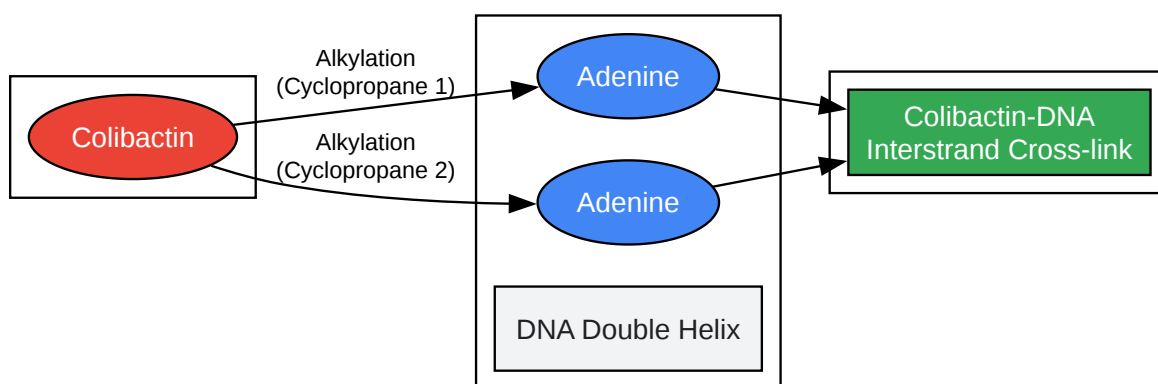 Colibactin
Alkylation
(Cyclopropane 1)
Alkylation
(Cyclopropane 2)
Adenine
Adenine
DNA Double Helix
Colibactin-DNA
Interstrand Cross-link